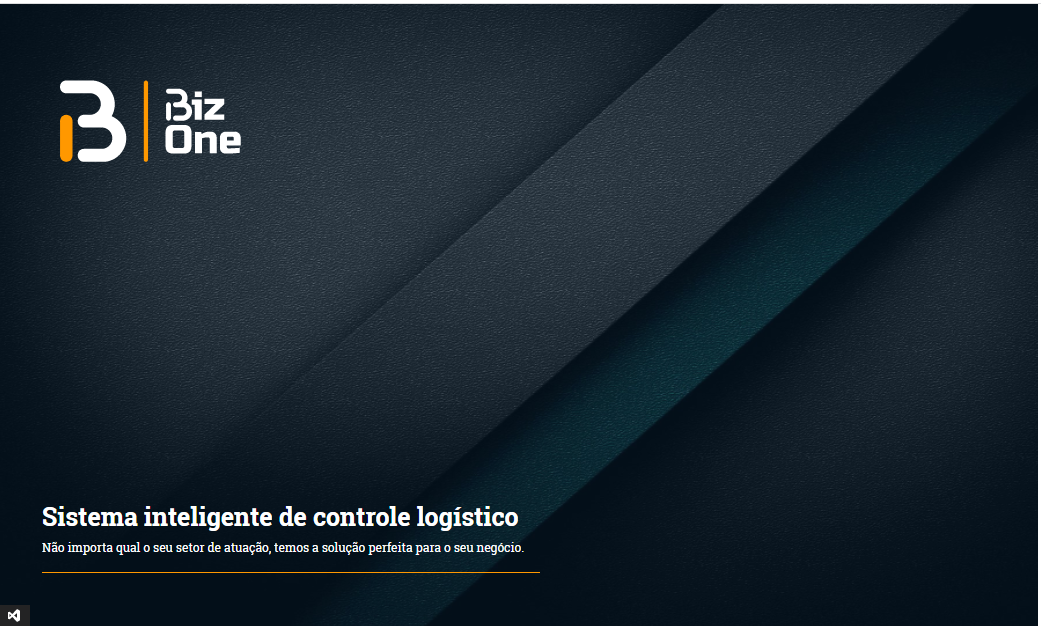 Biz
One
Sistema inteligente de controle logístico
Não importa qual o seu setor de atuação, temos a solução perfeita para o seu negócio.